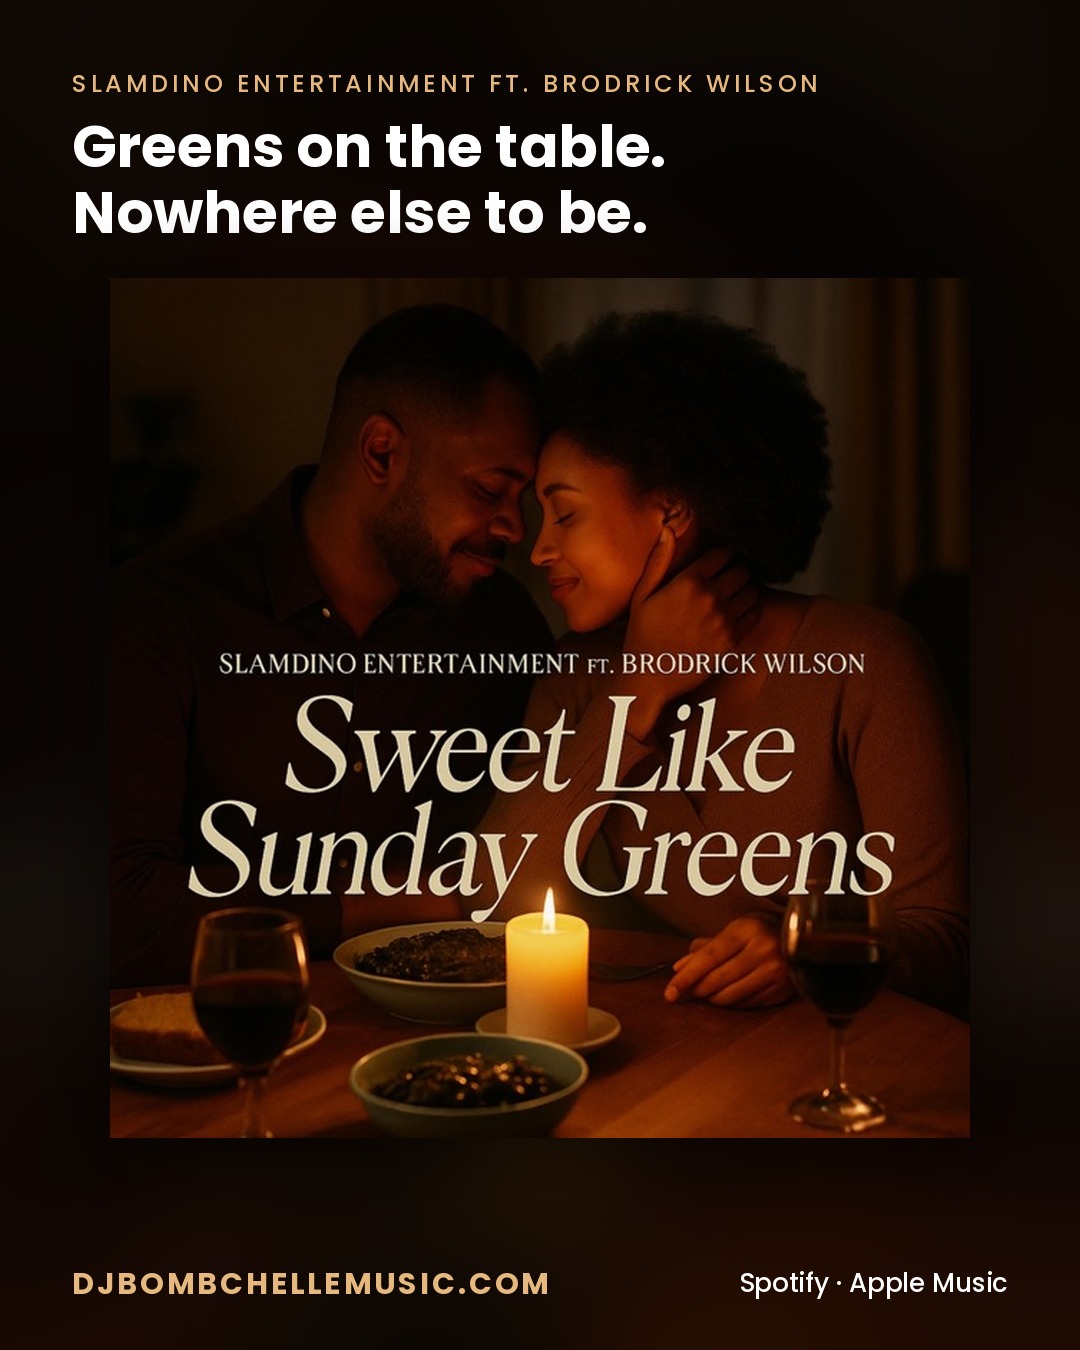 SLAMDINO ENTERTAINMENT FT. BRODRICK WILSON
Greens on the table.
Nowhere else to be.
SLAMDINO ENTERTAINMENT FT. BRODRICK WILSON
Sweet Like
Sunday Greens
DJBOMBCHELLEMUSIC.COM
Spotify · Apple Music